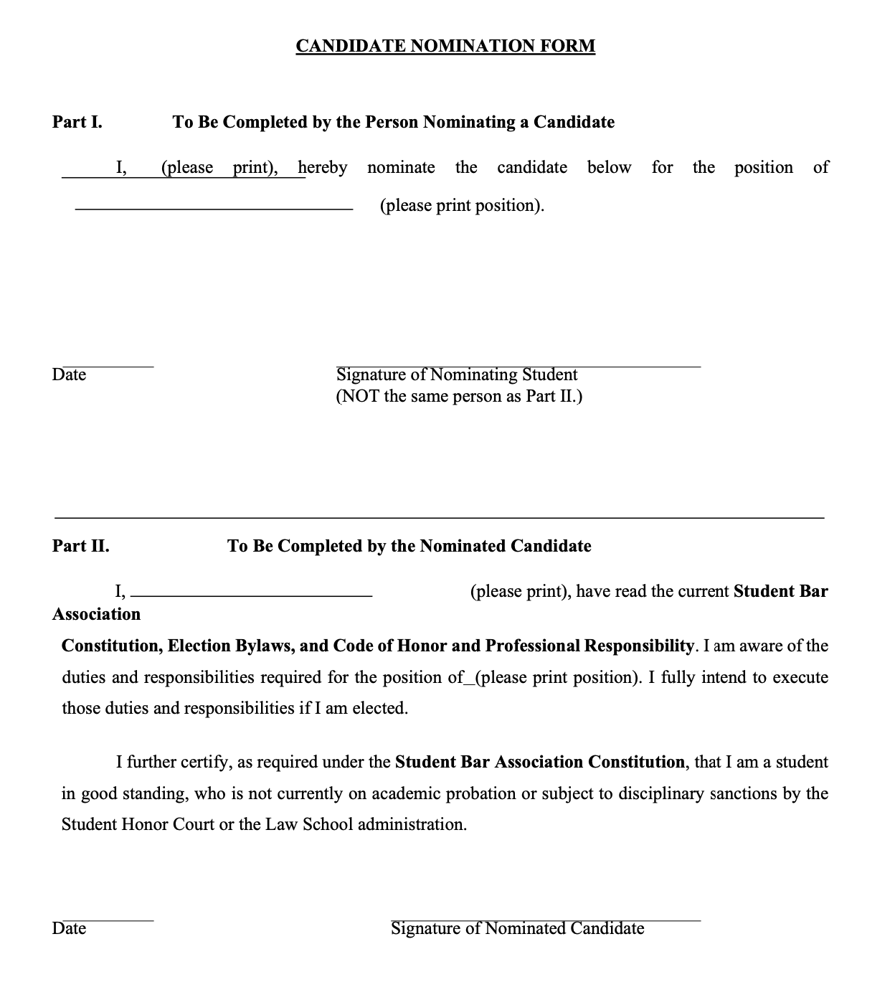 CANDIDATE NOMINATION FORM
Part I. To Be Completed by the Person Nominating a Candidate
I, (please print), hereby nominate the candidate below for the position of
(please print position).
Date Signature of Nominating Student
(NOT the same person as Part II.)
Part II. To Be Completed by the Nominated Candidate
I, (please print), have read the current Student Bar
Association
Constitution, Election Bylaws, and Code of Honor and Professional Responsibility. I am aware of the
duties and responsibilities required for the position of_(please print position). I fully intend to execute
those duties and responsibilities if I am elected.
I further certify, as required under the Student Bar Association Constitution, that I am a student
in good standing, who is not currently on academic probation or subject to disciplinary sanctions by the
Student Honor Court or the Law School administration.
Date Signature of Nominated Candidate